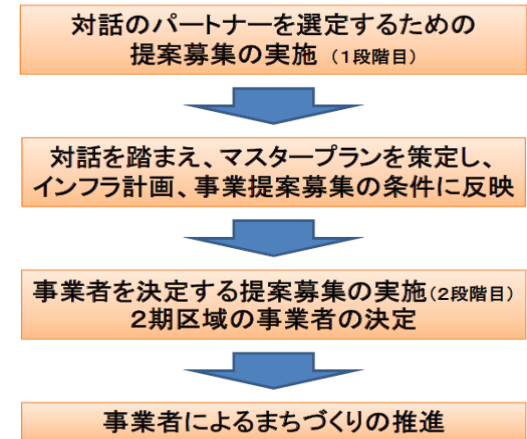 対話のパートナーを選定するための
提案募集の実施（1段階目）
対話を踏まえ、マスタープランを策定し、
インフラ計画、事業提案募集の条件に反映
事業者を決定する提案募集の実施（2段階目）
２期区域の事業者の決定
事業者によるまちづくりの推進